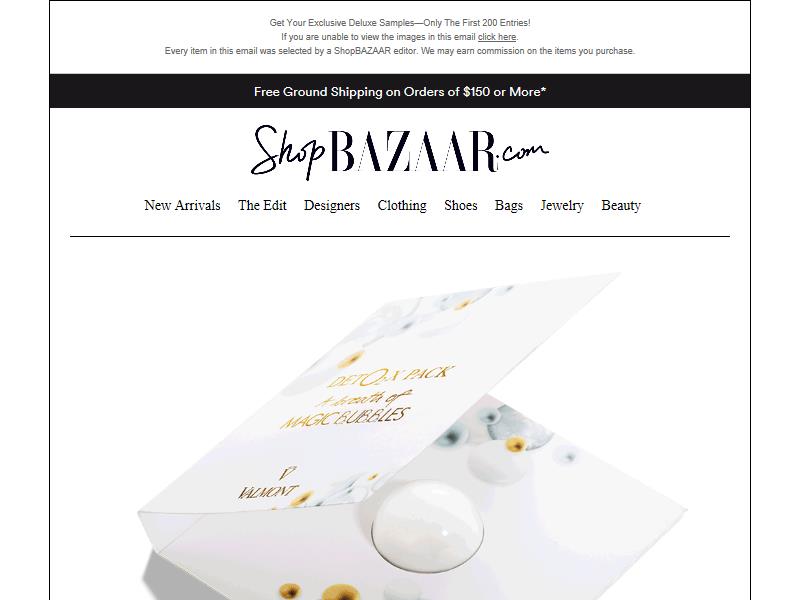 Get Your Exclusive Deluxe Samples—Only The First 200 Entries!
If you are unable to view the images in this email click here.
Every item in this email was selected by a ShopBAZAAR editor. We may earn commission on the items you purchase.
Free Ground Shipping on Orders of $150 or More*
ShopBAZAAR.com
New Arrivals The Edit Designers Clothing Shoes Bags Jewelry Beauty
DETO2X PACK
A breath of
MAGIC BUBBLES
V
VALMONT